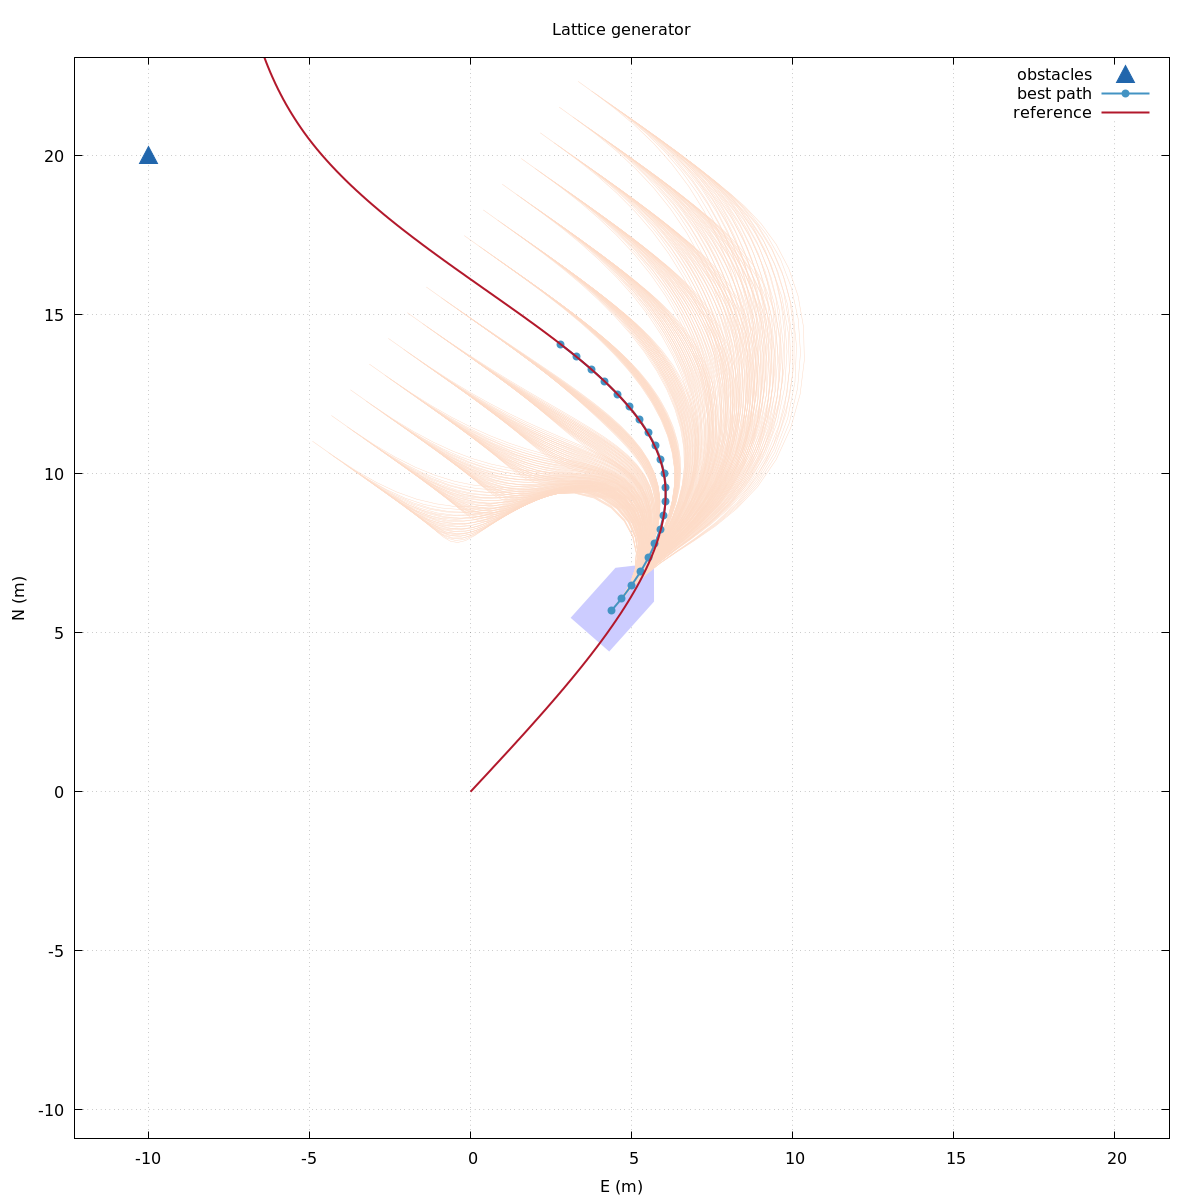 Lattice generator
obstacles
best path
reference
20
15
10
5
0
-5
-10
N (m)
-10 -5 0 5 10 15 20
E (m)